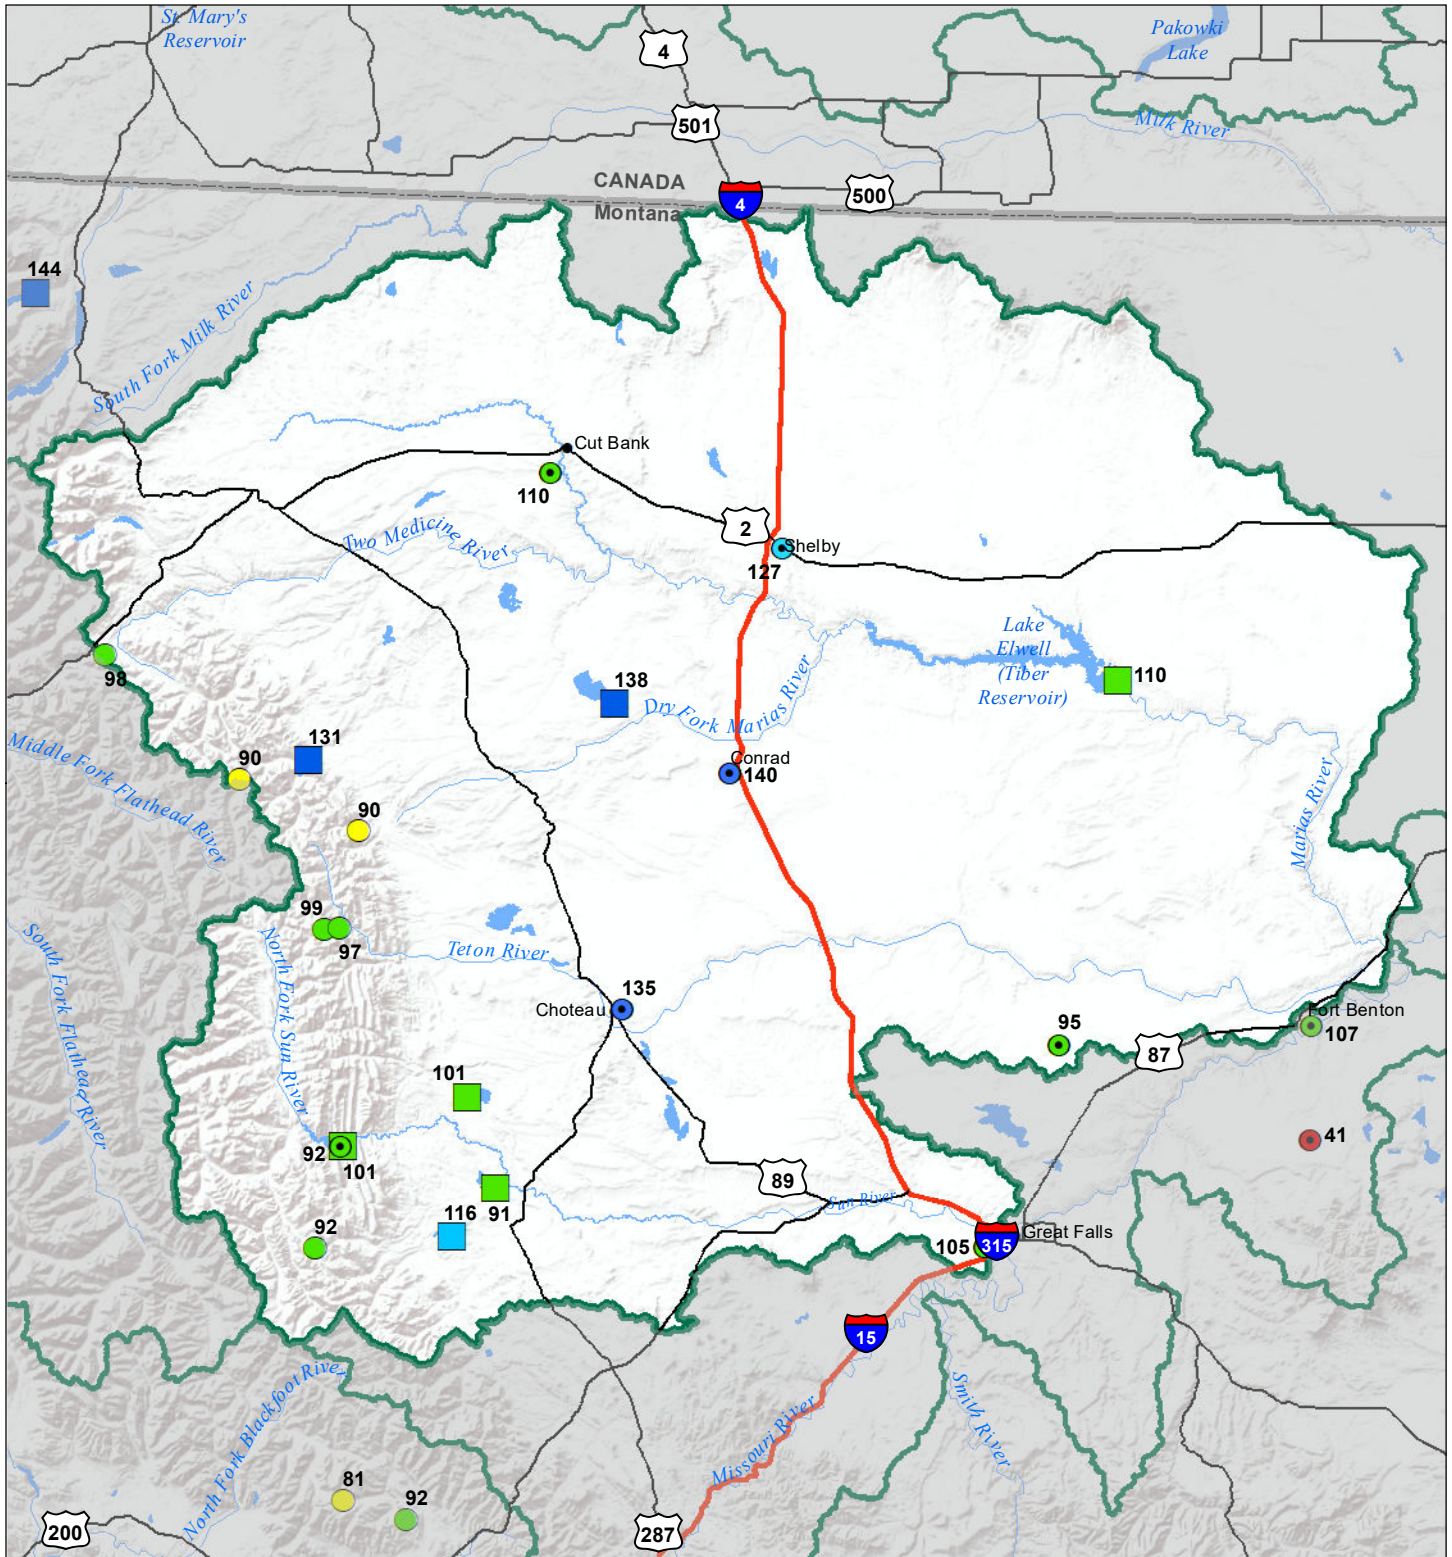 St. Mary's
Reservoir
Pakowki
Lake
4
501
Milk River
CANADA
Montana
4
500
144
South Fork Milk River
Cut Bank
110
2
Shelby
127
Two Medicine River
Lake
Elwell
(Tiber
Reservoir)
110
98
138
Dry Fork Marias River
131
90
Middle Fork Flathead River
Conrad
140
90
Marias River
99
97
North Fork Sun River
South Fork Flathead River
Teton River
135
Choteau
Fort Benton
107
95
87
101
41
92
101
89
91
Sun River
116
92
105
315
Great Falls
15
North Fork Blackfoot River
Missouri River
Smith River
81
92
200
287